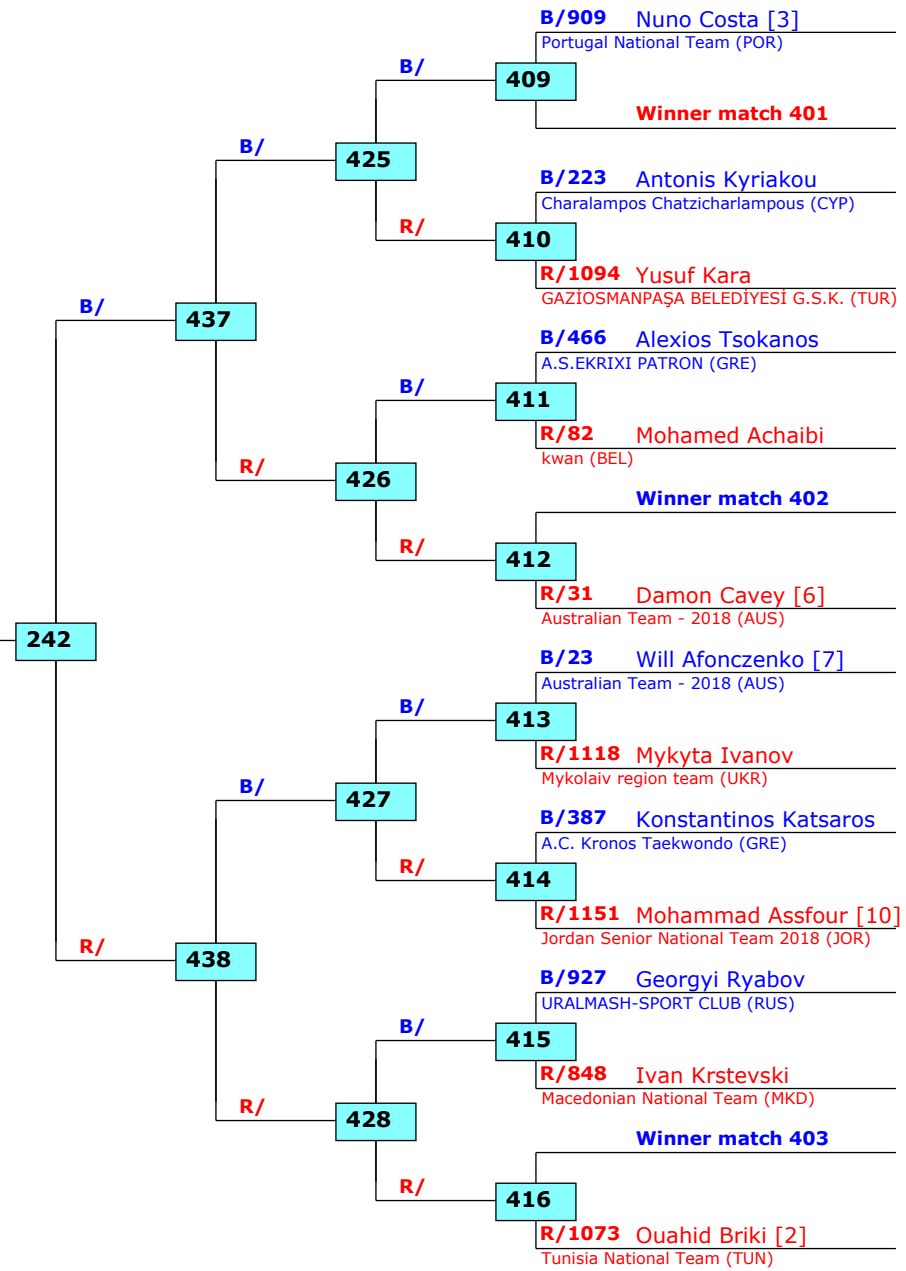 B/909 Nuno Costa [3]
Portugal National Team (POR)
B/
409
Winner match 401
B/
425
B/223 Antonis Kyriakou
Charalampos Chatzicharlampous (CYP)
R/
410
R/1094 Yusuf Kara
GAZİOSMANPAŞA BELEDİYESİ G.S.K. (TUR)
B/
437
B/466 Alexios Tsokanos
A.S.EKRIXI PATRON (GRE)
B/
411
R/82 Mohamed Achaibi
kwan (BEL)
R/
426
Winner match 402
R/
412
R/31 Damon Cavey [6]
Australian Team - 2018 (AUS)
242
B/23 Will Afonczenko [7]
Australian Team - 2018 (AUS)
B/
413
R/1118 Mykyta Ivanov
Mykolaiv region team (UKR)
B/
427
B/387 Konstantinos Katsaros
A.C. Kronos Taekwondo (GRE)
R/
414
R/1151 Mohammad Assfour [10]
Jordan Senior National Team 2018 (JOR)
R/
438
B/927 Georgyi Ryabov
URALMASH-SPORT CLUB (RUS)
B/
415
R/848 Ivan Krstevski
Macedonian National Team (MKD)
R/
428
Winner match 403
R/
416
R/1073 Ouahid Briki [2]
Tunisia National Team (TUN)